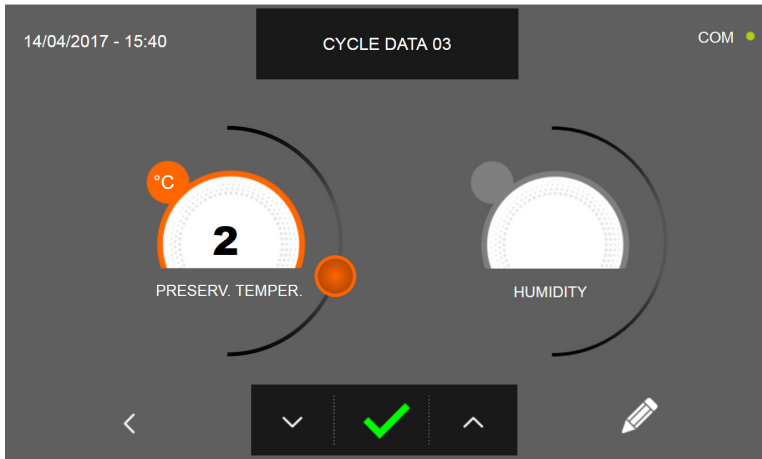 14/04/2017 - 15:40
CYCLE DATA 03
COM
°C
2
PRESERV. TEMPER.
HUMIDITY